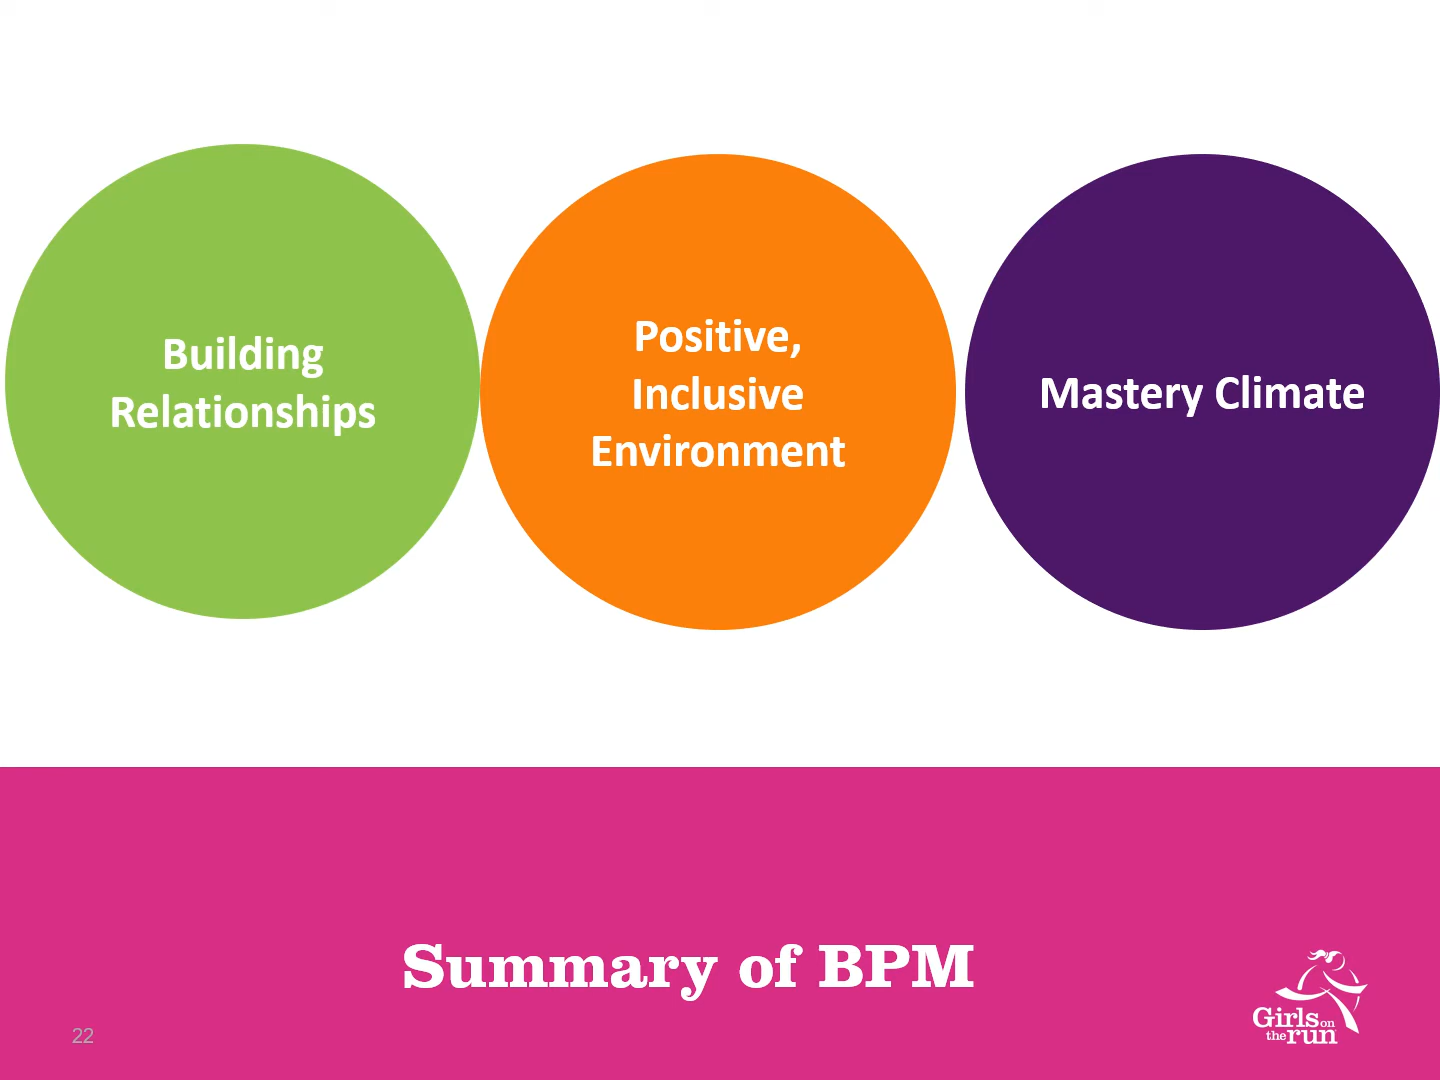 Building
Relationships
Positive,
Inclusive
Environment
Mastery Climate
Summary of BPM
22
Girls on
the run